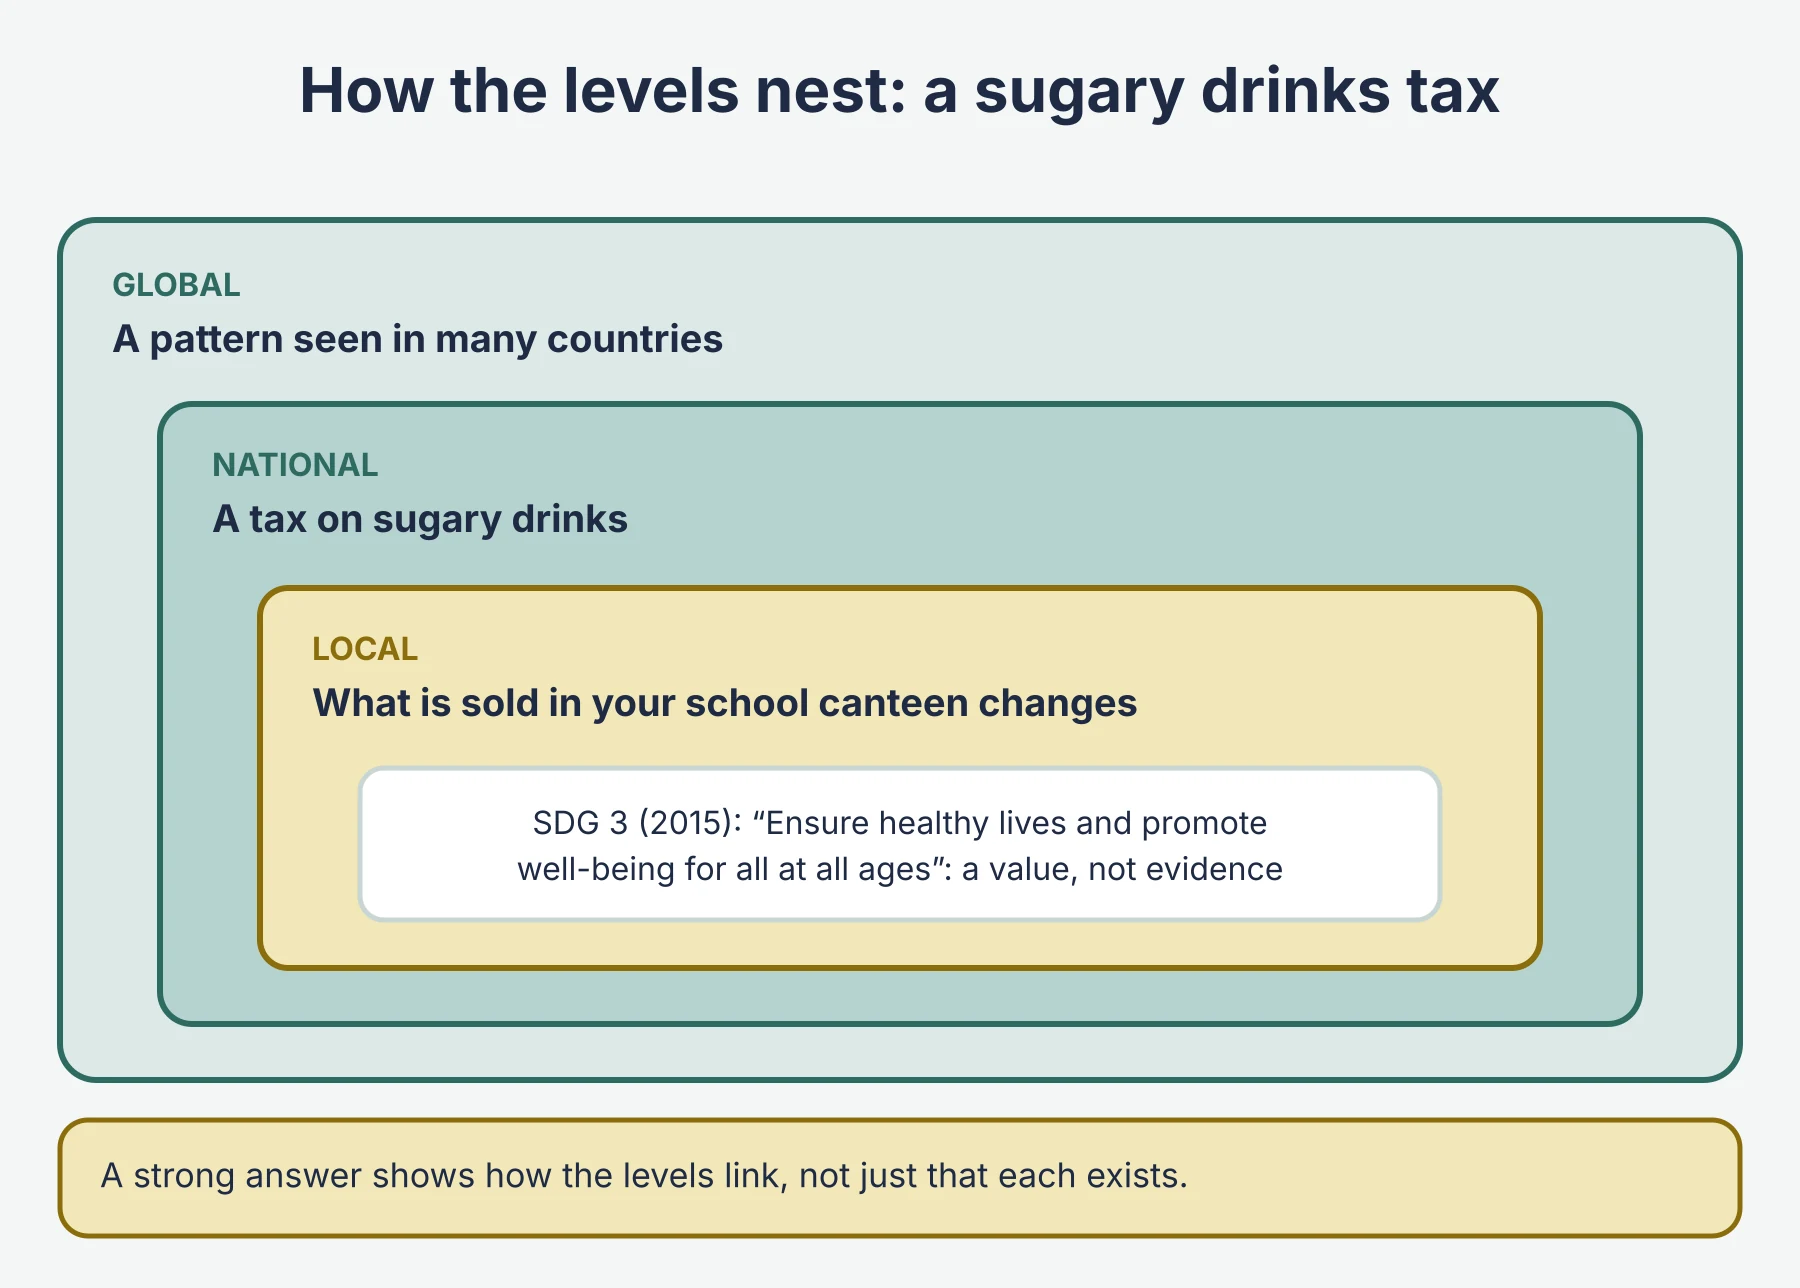 How the levels nest: a sugary drinks tax
GLOBAL
A pattern seen in many countries
NATIONAL
A tax on sugary drinks
LOCAL
What is sold in your school canteen changes
SDG 3 (2015): “Ensure healthy lives and promote
well-being for all at all ages”: a value, not evidence
A strong answer shows how the levels link, not just that each exists.